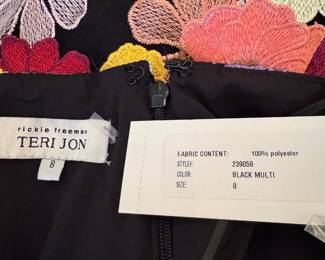 rickie freeman
TERI JON
8
FABRIC CONTENT: 100% polyester
STYLE#: 239059
COLOR: BLACK MULTI
SIZE: 8